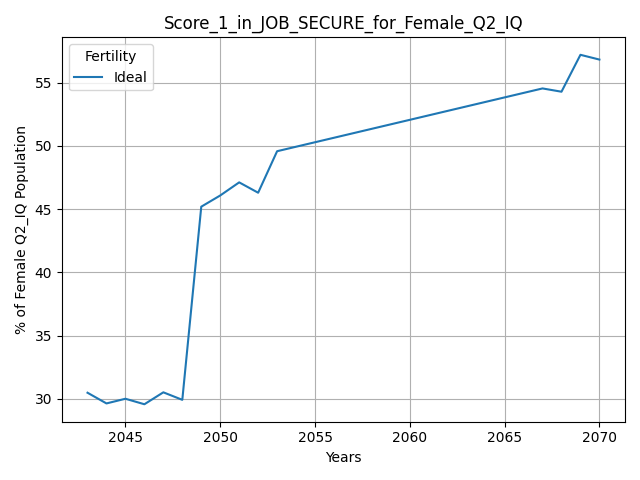 Score_1_in_JOB_SECURE_for_Female_Q2_IQ
Fertility
Ideal
% of Female Q2_IQ Population
55
50
45
40
35
30
2045 2050 2055 2060 2065 2070
Years